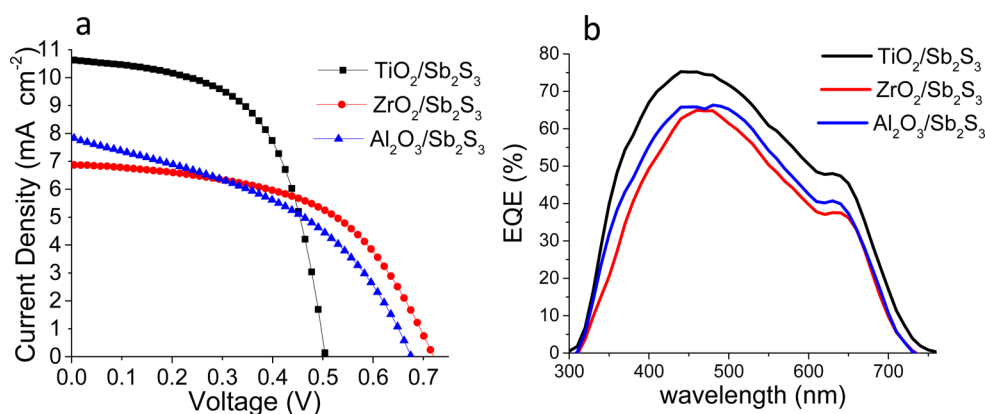 a
Current Density (mA cm⁻²)
11
10
9
8
7
6
5
4
3
2
1
0
0.0 0.1 0.2 0.3 0.4 0.5 0.6 0.7
Voltage (V)
TiO₂/Sb₂S₃
ZrO₂/Sb₂S₃
Al₂O₃/Sb₂S₃
b
EQE (%)
80
70
60
50
40
30
20
10
0
300 400 500 600 700
wavelength (nm)
TiO₂/Sb₂S₃
ZrO₂/Sb₂S₃
Al₂O₃/Sb₂S₃